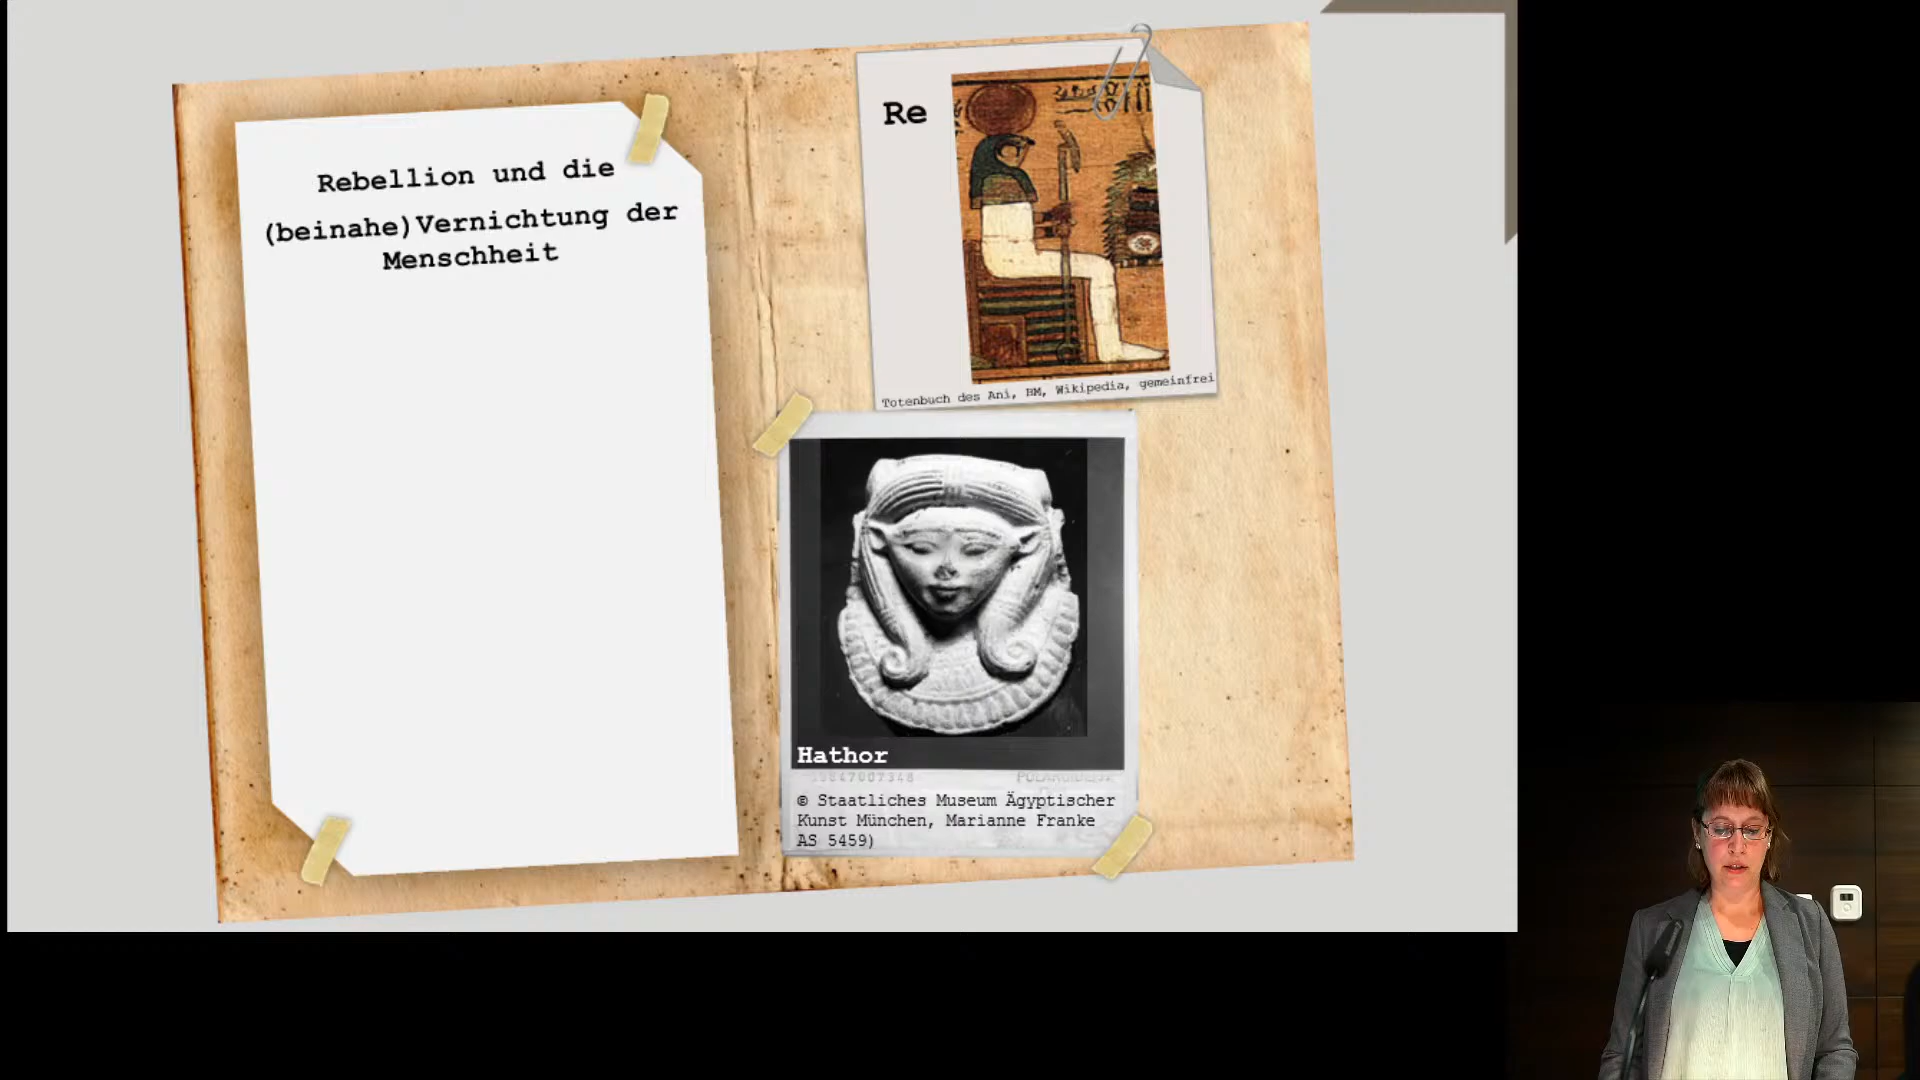 Rebellion und die
(beinahe)Vernichtung der
Menschheit
Re
Totenbuch des Ani, BM, Wikipedia, gemeinfrei
Hathor
© Staatliches Museum Ägyptischer
Kunst München, Marianne Franke
AS 5459)